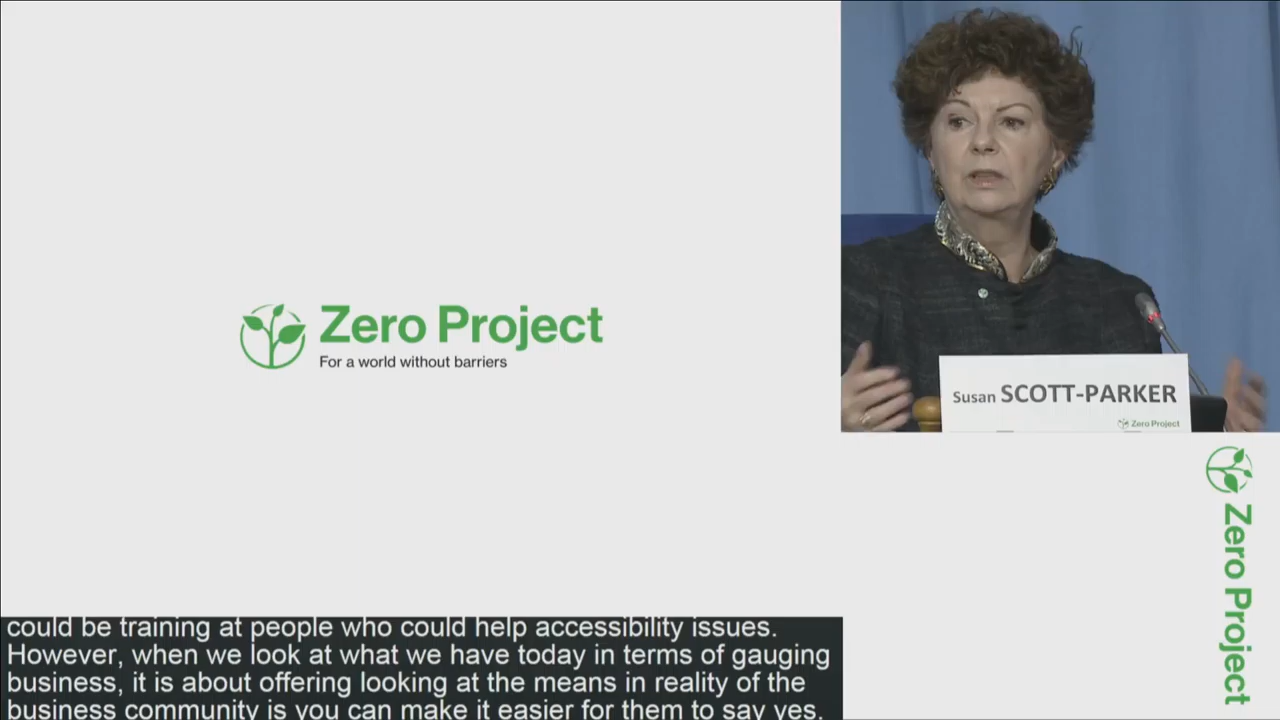 Zero Project
For a world without barriers
Susan SCOTT-PARKER
Zero Project
Zero Project
could be training at people who could help accessibility issues.
However, when we look at what we have today in terms of gauging
business, it is about offering looking at the means in reality of the
business community is you can make it easier for them to say yes.